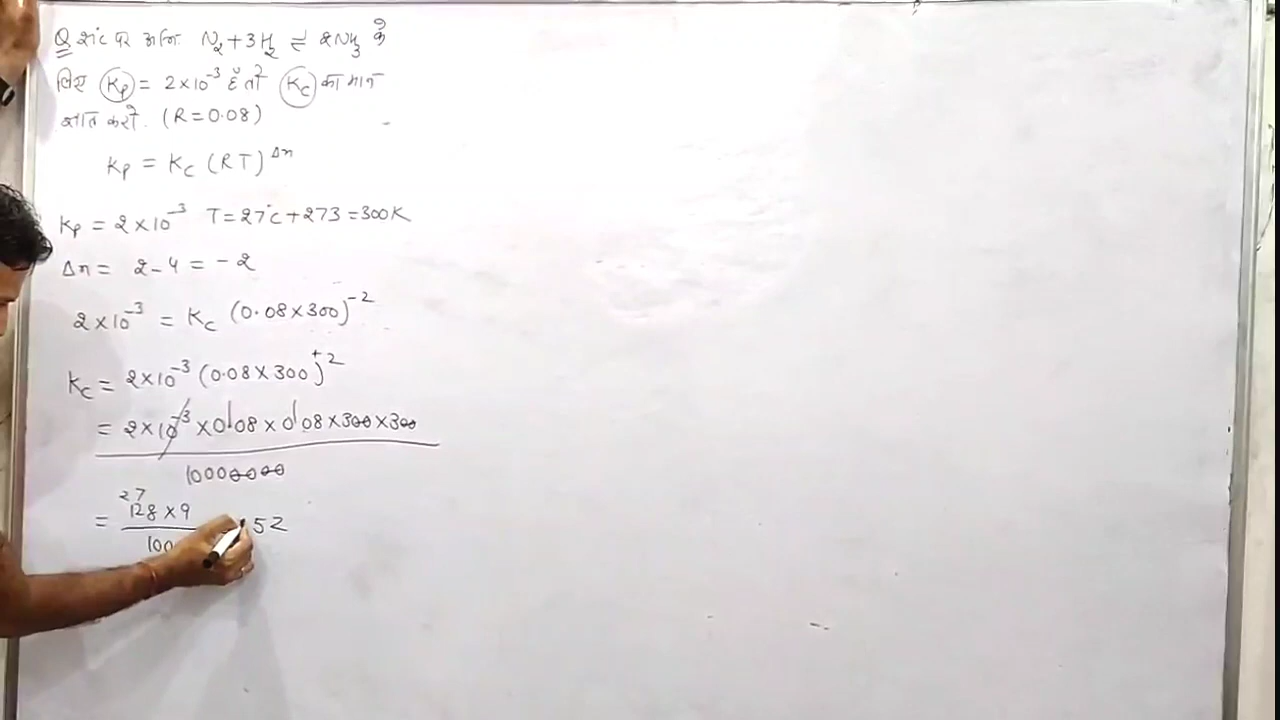 Q 27°C पर अभि. N₂ + 3H₂ ⇌ 2NH₃ के
लिए Kp = 2×10⁻³ है तो Kc का मान
ज्ञात करो. (R = 0.08)
Kp = Kc (RT)^Δn
Kp = 2×10⁻³ T = 27°C + 273 = 300K
Δn = 2-4 = -2
2×10⁻³ = Kc (0.08×300)⁻²
Kc = 2×10⁻³ (0.08×300)⁺²
= 2×10⁻³ × 0.08 × 0.08 × 300 × 300
10000000
27
= 128×9 52
100